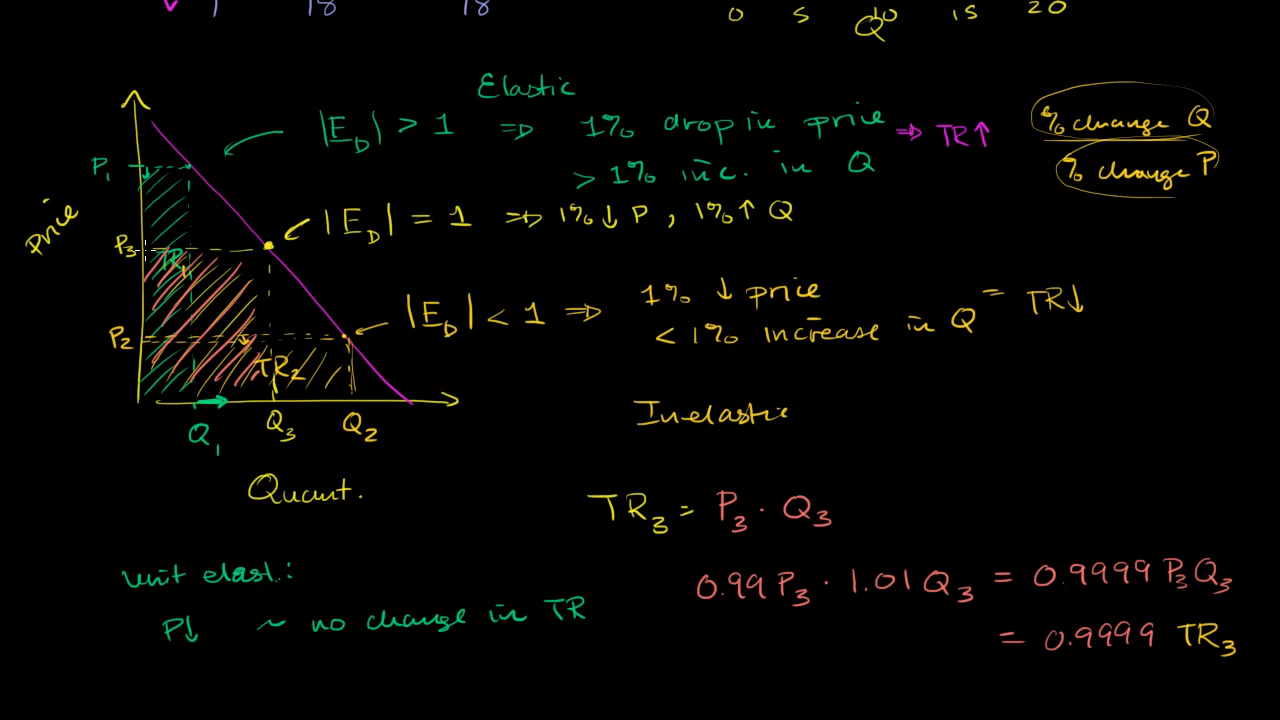 1 18 18
0 5 10 15 20
Q
Elastic
|E_D| > 1 ⇒ 1% drop in price ⇒ TR↑
> 1% inc. in Q
% change Q
% change P
P₁
Price
|E_D| = 1 ⇒ 1%↓ P , 1%↑ Q
P₃
TR₁
|E_D| < 1 ⇒ 1% ↓ price = TR↓
< 1% increase in Q
P₂
TR₂
Q₁ Q₃ Q₂
Inelastic
Quant.
TR₃ = P₃ · Q₃
unit elast.:
P↓ ~ no change in TR
0.99 P₃ · 1.01 Q₃ = 0.9999 P₃Q₃
= 0.9999 TR₃